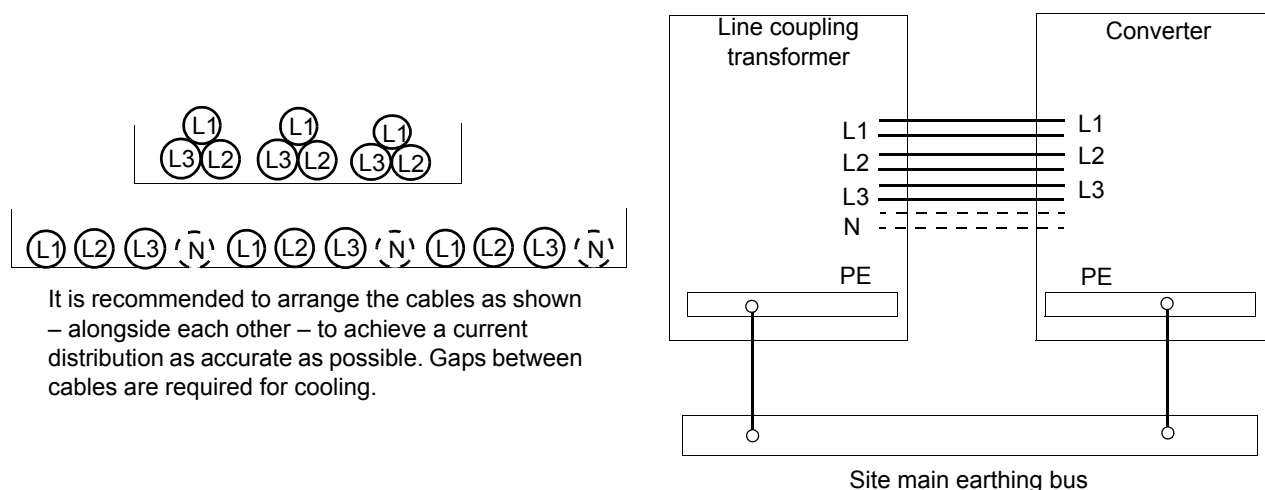 L1 L1 L1
L3 L2 L3 L2 L3 L2
L1 L2 L3 N L1 L2 L3 N L1 L2 L3 N
It is recommended to arrange the cables as shown
– alongside each other – to achieve a current
distribution as accurate as possible. Gaps between
cables are required for cooling.
Line coupling
transformer
Converter
L1 L1
L2 L2
L3 L3
N
PE PE
Site main earthing bus